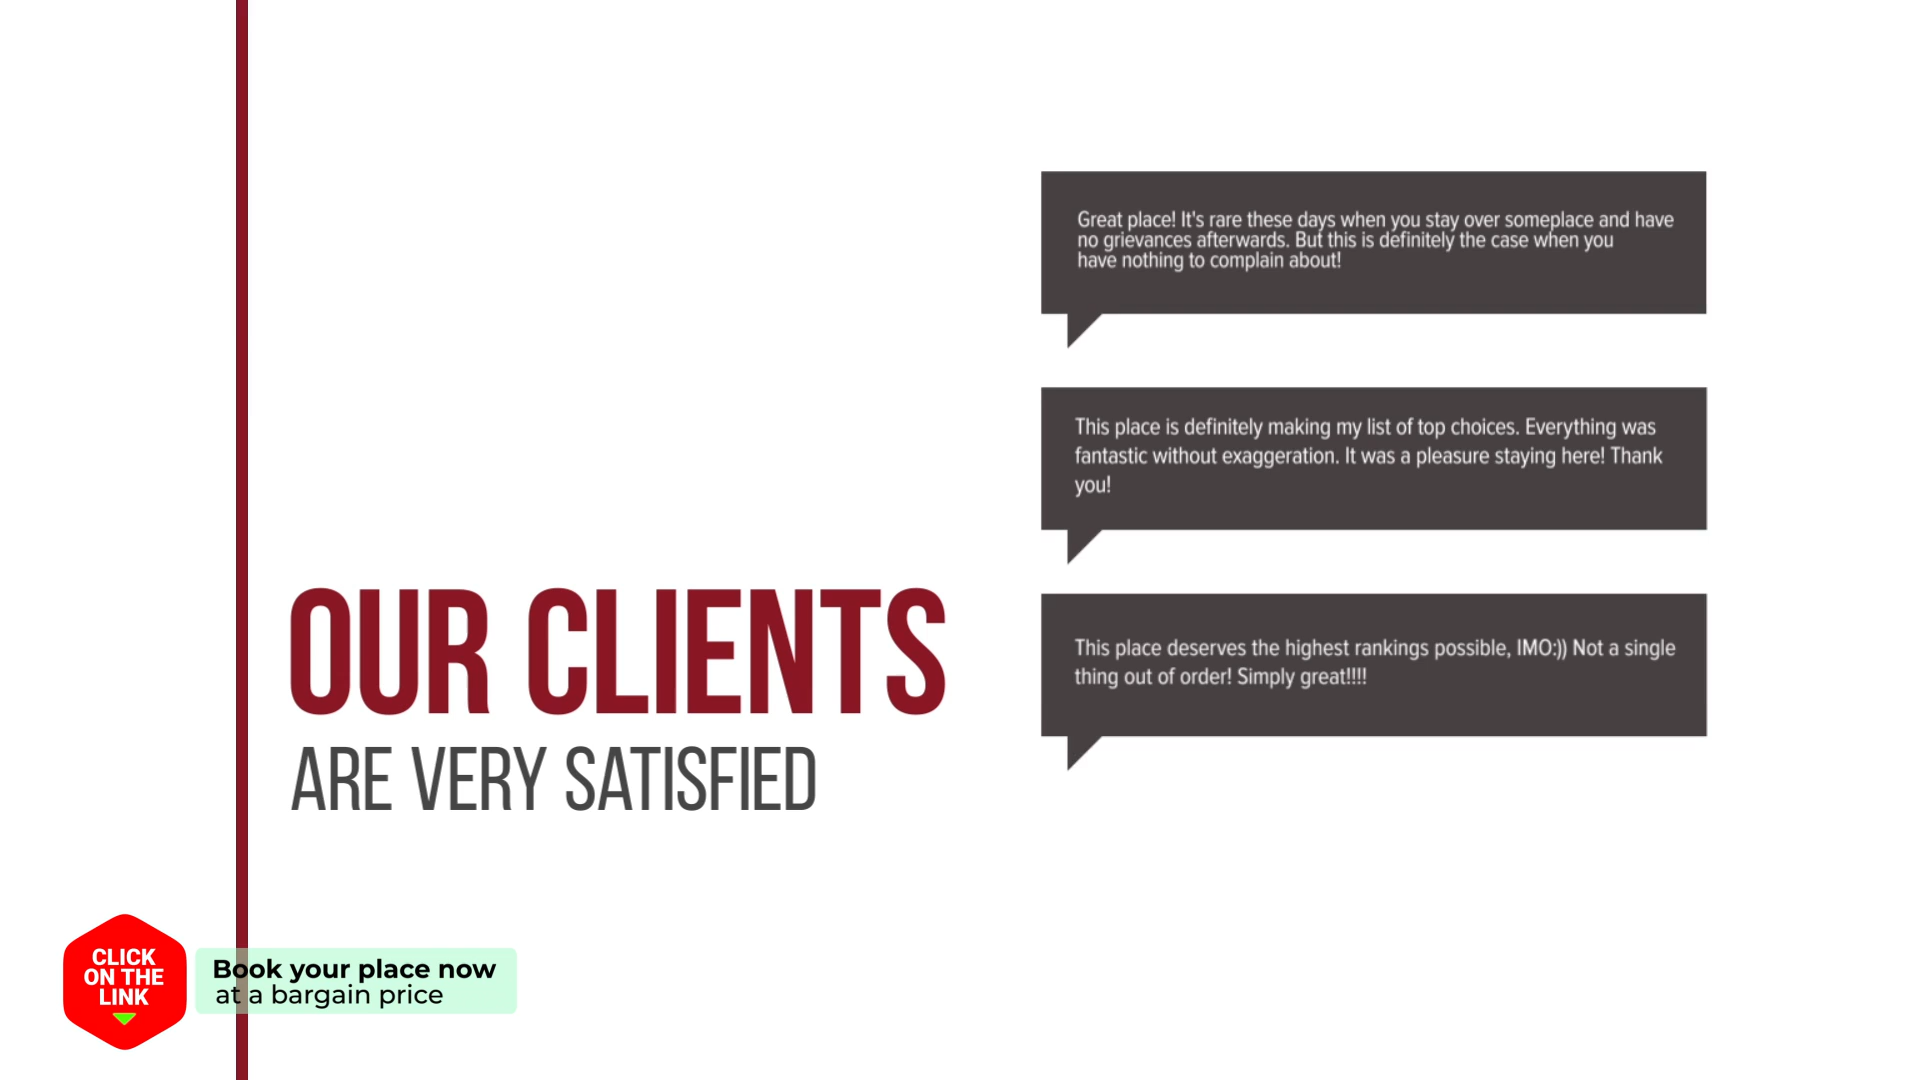 Great place! It's rare these days when you stay over someplace and have
no grievances afterwards. But this is definitely the case when you
have nothing to complain about!
This place is definitely making my list of top choices. Everything was
fantastic without exaggeration. It was a pleasure staying here! Thank
you!
This place deserves the highest rankings possible, IMO:)) Not a single
thing out of order! Simply great!!!!
OUR CLIENTS
ARE VERY SATISFIED
CLICK
ON THE
LINK
Book your place now
at a bargain price